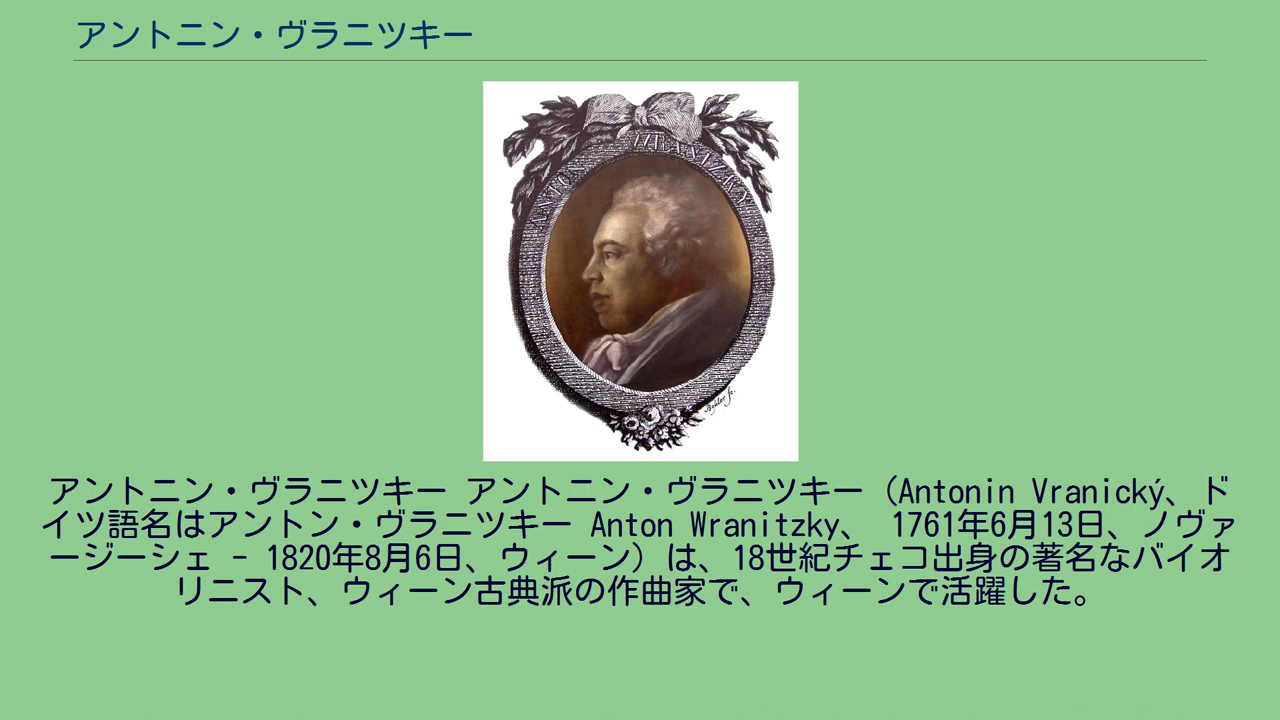 アントニン・ヴラニツキー
ANTON WRANIZKY
Bohler fe.
アントニン・ヴラニツキー アントニン・ヴラニツキー（Antonin Vranický、ド
イツ語名はアントン・ヴラニツキー Anton Wranitzky、 1761年6月13日、ノヴァ
ージーシェ - 1820年8月6日、ウィーン）は、18世紀チェコ出身の著名なバイオ
リニスト、ウィーン古典派の作曲家で、ウィーンで活躍した。